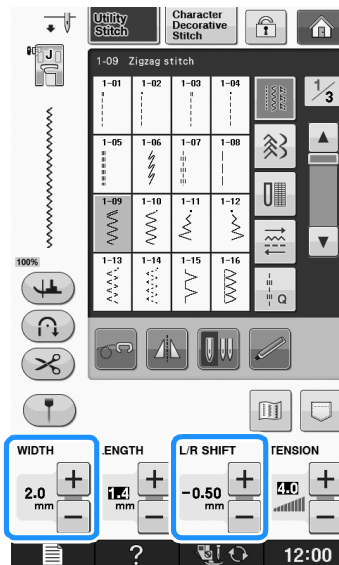 Utility
Stitch
Character
Decorative
Stitch
J
1-09 Zigzag stitch
1-01 1-02 1-03 1-04
1/3
1-05 1-06 1-07 1-08
1-09 1-10 1-11 1-12
1-13 1-14 1-15 1-16
Q
100%
WIDTH LENGTH L/R SHIFT TENSION
2.0 mm + − 1.4 mm + − -0.50 mm + − 4.0 + −
? 12:00